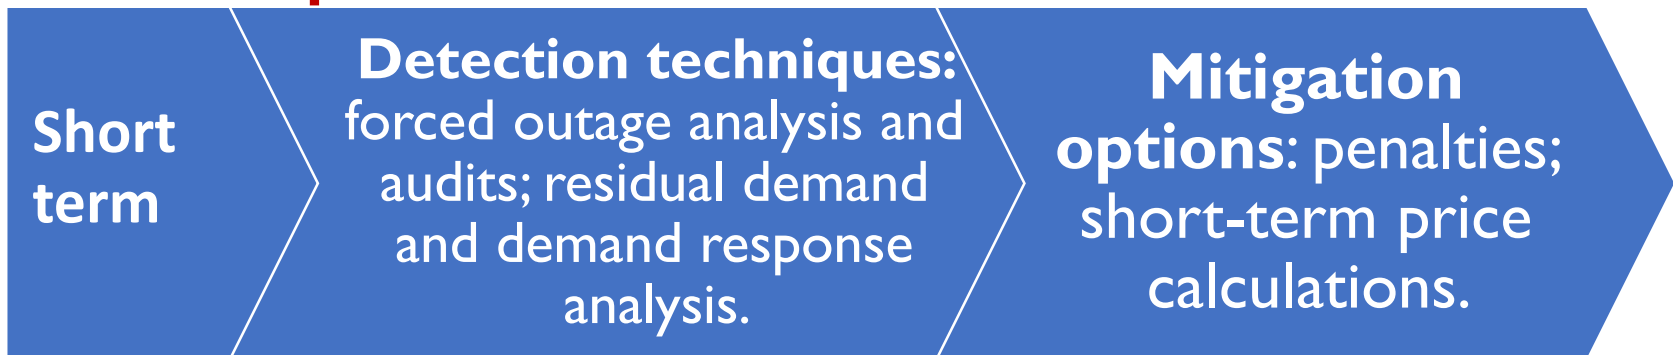 Short
term
Detection techniques:
forced outage analysis and
audits; residual demand
and demand response
analysis.
Mitigation
options: penalties;
short-term price
calculations.